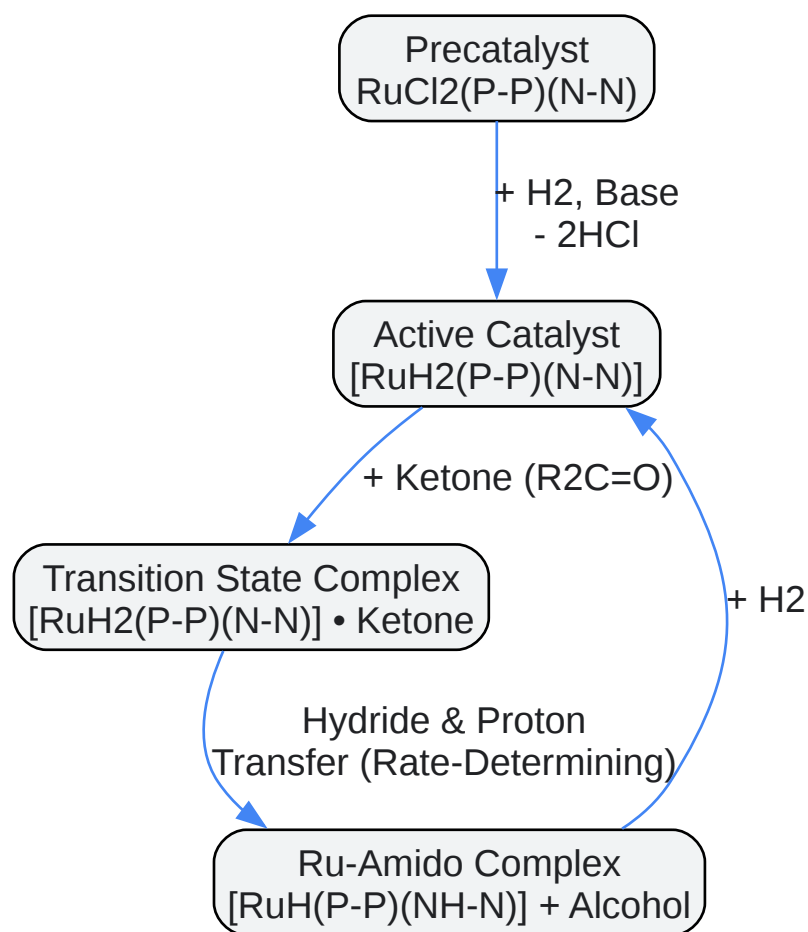 Precatalyst
RuCl2(P-P)(N-N)
+ H2, Base
- 2HCl
Active Catalyst
[RuH2(P-P)(N-N)]
+ Ketone (R2C=O)
Transition State Complex
[RuH2(P-P)(N-N)] • Ketone
+ H2
Hydride & Proton
Transfer (Rate-Determining)
Ru-Amido Complex
[RuH(P-P)(NH-N)] + Alcohol